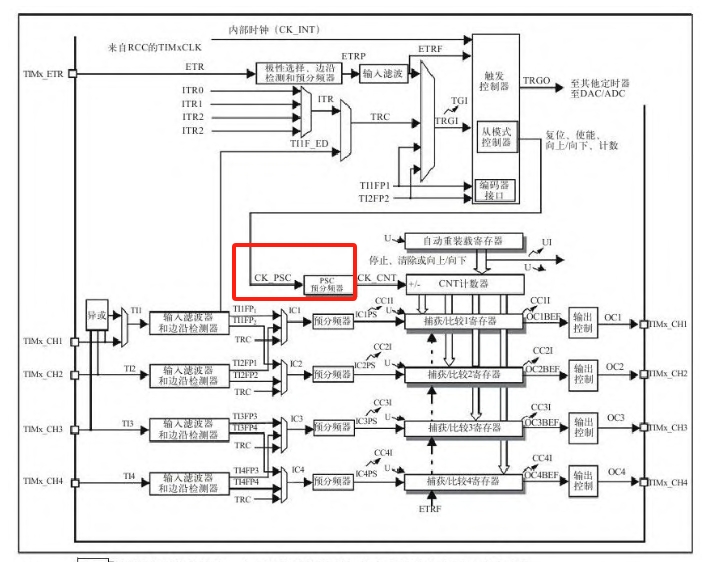 内部时钟（CK_INT）
来自RCC的TIMxCLK
ETRP
ETRF
TIMx_ETR
ETR
极性选择、边沿
检测和预分频器
输入滤波
触发
控制器
TRGO
至其他定时器
至DAC/ADC
ITR0
ITR1
ITR2
ITR2
ITR
TGI
TRC
TRGI
从模式
控制器
复位、使能、
向上/向下、计数
TI1F_ED
TI1FP1
TI2FP2
编码器
接口
U
自动重装载寄存器
UI
停止，清除或向上/向下
U
CK_PSC
PSC
预分频器
CK_CNT
+/-
CNT计数器
异或
TI1
输入滤波器
和边沿检测器
TI1FP1
TRC
IC1
预分频器
IC1PS
CC1I
U
捕获/比较1寄存器
CC1I
OC1BEF
输出
控制
OC1
TIMx_CH1
TIMx_CH1
TIMx_CH2
TI2
输入滤波器
和边沿检测器
TI2FP1
TI2FP2
TRC
IC2
预分频器
IC2PS
CC2I
U
捕获/比较2寄存器
CC2I
OC2BEF
输出
控制
OC2
TIMx_CH2
TIMx_CH3
TI3
输入滤波器
和边沿检测器
TI3FP3
TI3FP4
TRC
IC3
预分频器
IC3PS
CC3I
U
捕获/比较3寄存器
CC3I
OC3BEF
输出
控制
OC3
TIMx_CH3
TIMx_CH4
TI4
输入滤波器
和边沿检测器
TI4FP3
TI4FP4
TRC
IC4
预分频器
IC4PS
CC4I
U
捕获/比较4寄存器
CC4I
OC4BEF
输出
控制
OC4
TIMx_CH4
ETRF